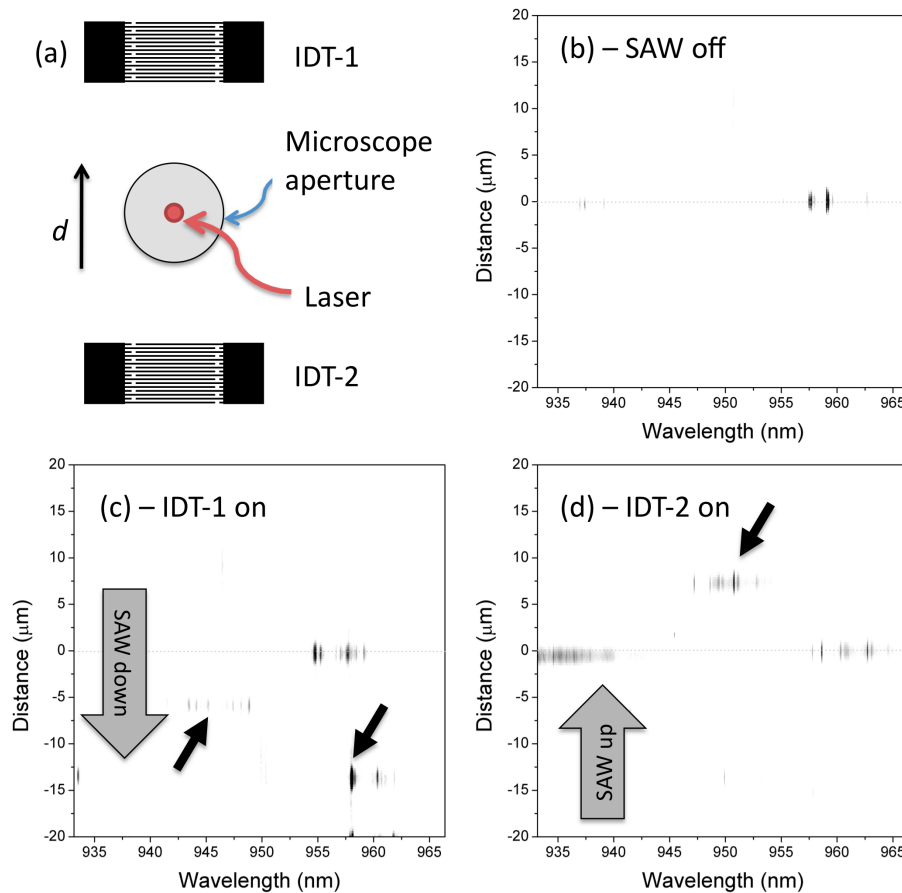 (a)
IDT-1
Microscope
aperture
d
Laser
IDT-2
(b) – SAW off
20
15
10
5
0
-5
-10
-15
-20
Distance (μm)
935 940 945 950 955 960 965
Wavelength (nm)
(c) – IDT-1 on
20
15
10
5
0
-5
-10
-15
-20
Distance (μm)
SAW down
935 940 945 950 955 960 965
Wavelength (nm)
(d) – IDT-2 on
20
15
10
5
0
-5
-10
-15
-20
Distance (μm)
SAW up
935 940 945 950 955 960 965
Wavelength (nm)